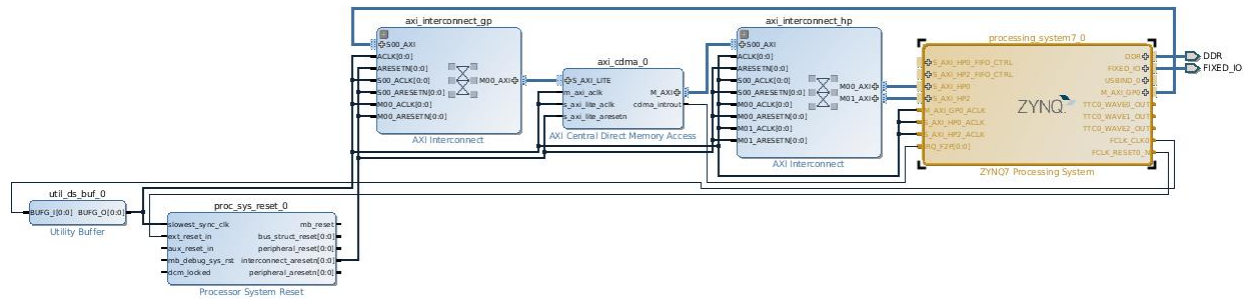 axi_interconnect_gp
S00_AXI
ACLK[0:0]
ARESETN[0:0]
S00_ACLK[0:0]
S00_ARESETN[0:0]
M00_ACLK[0:0]
M00_ARESETN[0:0]
M00_AXI
AXI Interconnect
axi_cdma_0
S_AXI_LITE
m_axi_aclk
s_axi_lite_aclk
s_axi_lite_aresetn
M_AXI
cdma_introut
AXI Central Direct Memory Access
axi_interconnect_hp
S00_AXI
ACLK[0:0]
ARESETN[0:0]
S00_ACLK[0:0]
S00_ARESETN[0:0]
M00_ACLK[0:0]
M00_ARESETN[0:0]
M01_ACLK[0:0]
M01_ARESETN[0:0]
M00_AXI
M01_AXI
AXI Interconnect
processing_system7_0
S_AXI_HP0_FIFO_CTRL
S_AXI_HP2_FIFO_CTRL
S_AXI_HP0
S_AXI_HP2
M_AXI_GP0_ACLK
S_AXI_HP0_ACLK
S_AXI_HP2_ACLK
IRQ_F2P[0:0]
ZYNQ
DDR
FIXED_IO
USBIND_0
M_AXI_GP0
TTC0_WAVE0_OUT
TTC0_WAVE1_OUT
TTC0_WAVE2_OUT
FCLK_CLK0
FCLK_RESET0_N
ZYNQ7 Processing System
DDR
FIXED_IO
util_ds_buf_0
BUFG_I[0:0]
BUFG_O[0:0]
Utility Buffer
proc_sys_reset_0
slowest_sync_clk
ext_reset_in
aux_reset_in
mb_debug_sys_rst
dcm_locked
mb_reset
bus_struct_reset[0:0]
peripheral_reset[0:0]
interconnect_aresetn[0:0]
peripheral_aresetn[0:0]
Processor System Reset